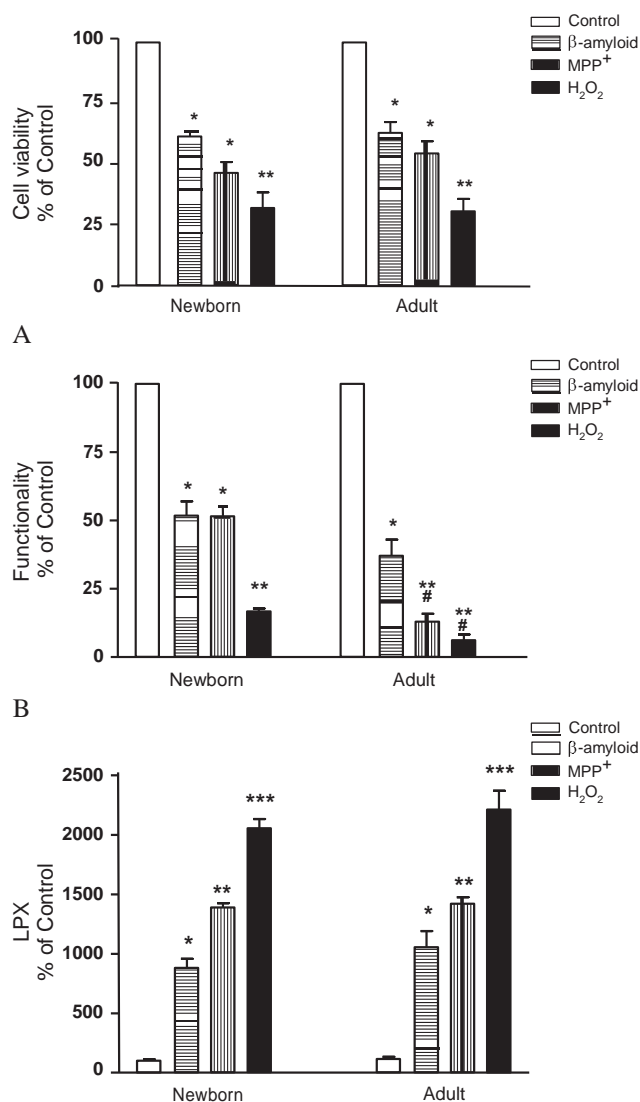 Control
β-amyloid
MPP+
H2O2
100
75
50
25
0
Cell viability
% of Control
*
*
**
*
*
**
Newborn
Adult
A
Control
β-amyloid
MPP+
H2O2
100
75
50
25
0
Functionality
% of Control
*
*
**
*
**
#
**
#
Newborn
Adult
B
Control
β-amyloid
MPP+
H2O2
2500
2000
1500
1000
500
0
LPX
% of Control
*
**
***
*
**
***
Newborn
Adult